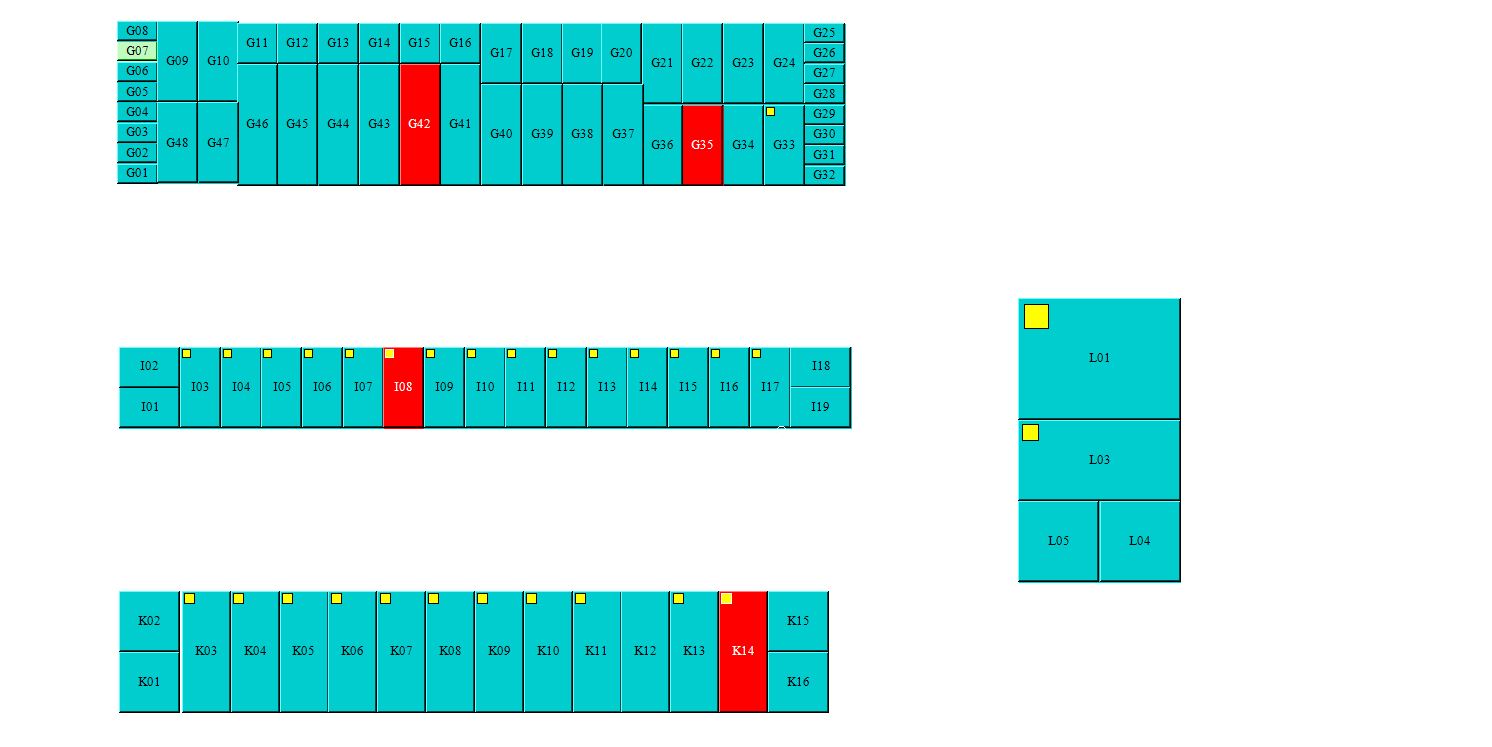 G08 G09 G10 G11 G12 G13 G14 G15 G16 G17 G18 G19 G20 G21 G22 G23 G24 G25
G07 G26
G06 G27
G05 G28
G04 G48 G47 G46 G45 G44 G43 G42 G41 G40 G39 G38 G37 G36 G35 G34 G33 G29
G03 G30
G02 G31
G01 G32
I02 I03 I04 I05 I06 I07 I08 I09 I10 I11 I12 I13 I14 I15 I16 I17 I18
I01 I19
L01
L03
L05 L04
K02 K03 K04 K05 K06 K07 K08 K09 K10 K11 K12 K13 K14 K15
K01 K16